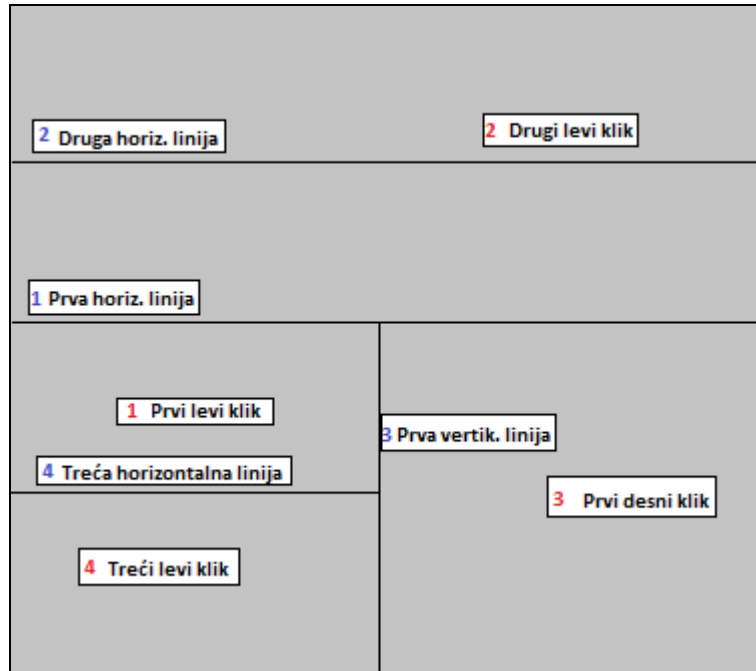 2 Druga horiz. linija
2 Drugi levi klik
1 Prva horiz. linija
1 Prvi levi klik
3 Prva vertik. linija
4 Treća horizontalna linija
3 Prvi desni klik
4 Treći levi klik